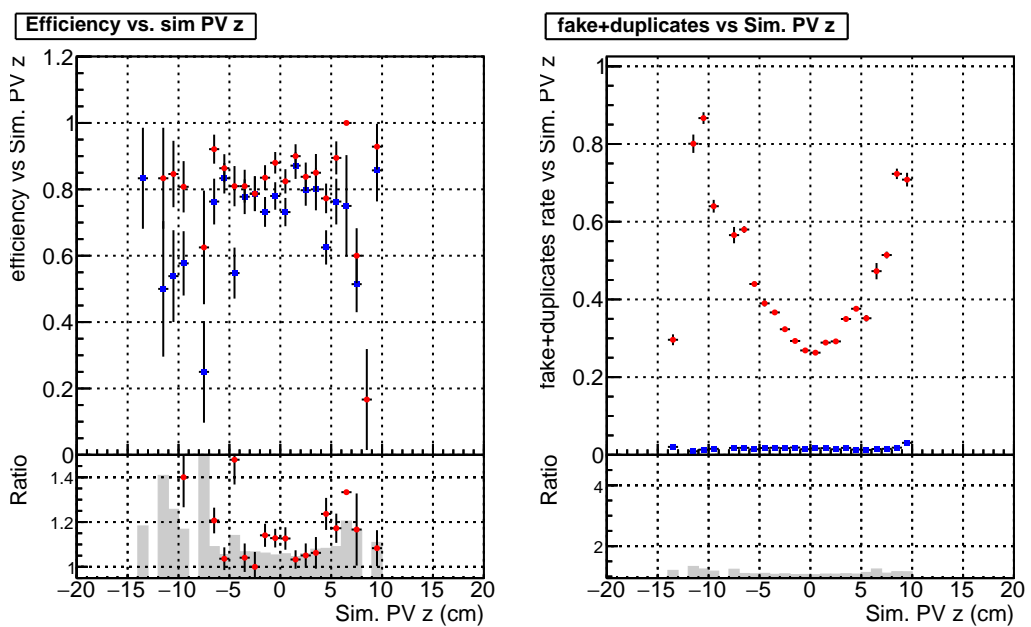 Efficiency vs. sim PV z
efficiency vs Sim. PV z
1.2
1
0.8
0.6
0.4
0.2
0
Ratio
1.4
1.2
1
−20 −15 −10 −5 0 5 10 15 20
Sim. PV z (cm)
fake+duplicates vs Sim. PV z
fake+duplicates rate vs Sim. PV z
1
0.8
0.6
0.4
0.2
0
Ratio
4
2
−20 −15 −10 −5 0 5 10 15 20
Sim. PV z (cm)